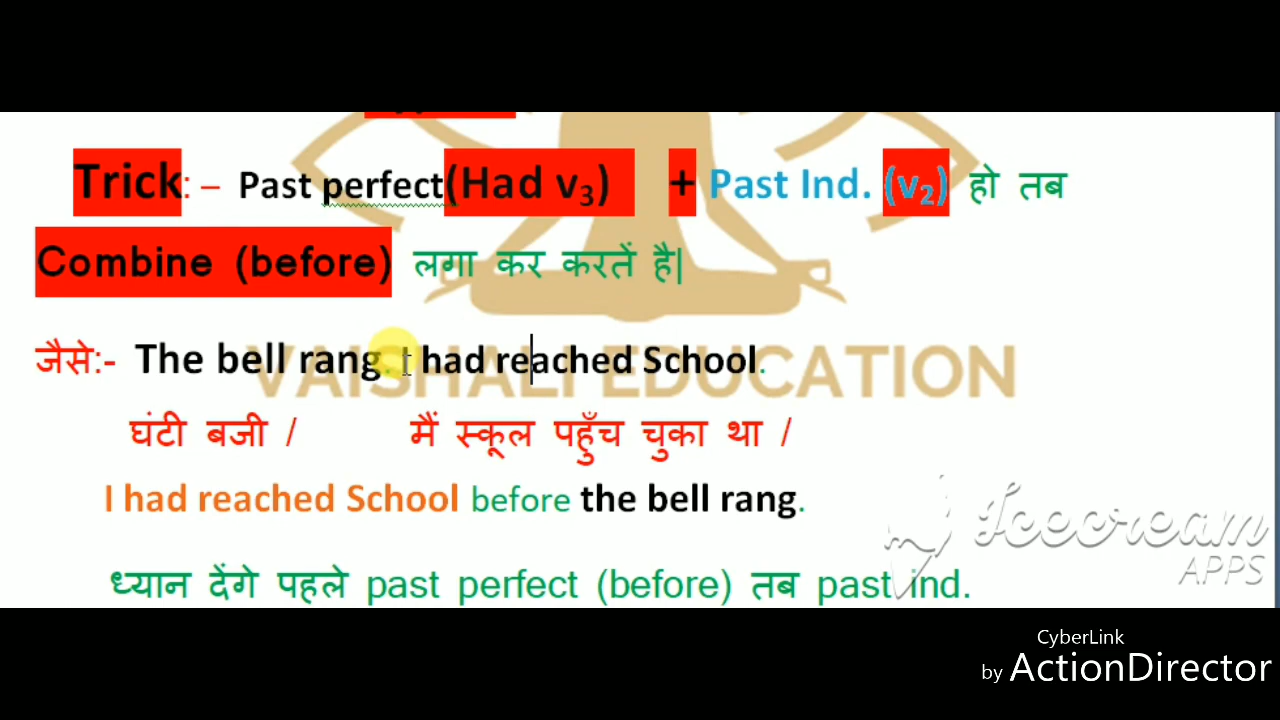 Trick: – Past perfect(Had v₃) + Past Ind. (v₂) हो तब
Combine (before) लगा कर करतें है|
जैसे:- The bell rang. I had reached School.
VAISHALI EDUCATION
घंटी बजी / मैं स्कूल पहुँच चुका था /
I had reached School before the bell rang.
Icecream
APPS
ध्यान देंगे पहले past perfect (before) तब past ind.
CyberLink
by ActionDirector